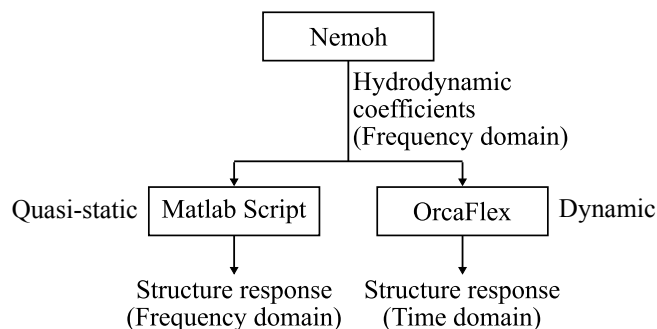 Nemoh
Hydrodynamic
coefficients
(Frequency domain)
Quasi-static
Matlab Script
OrcaFlex
Dynamic
Structure response
(Frequency domain)
Structure response
(Time domain)